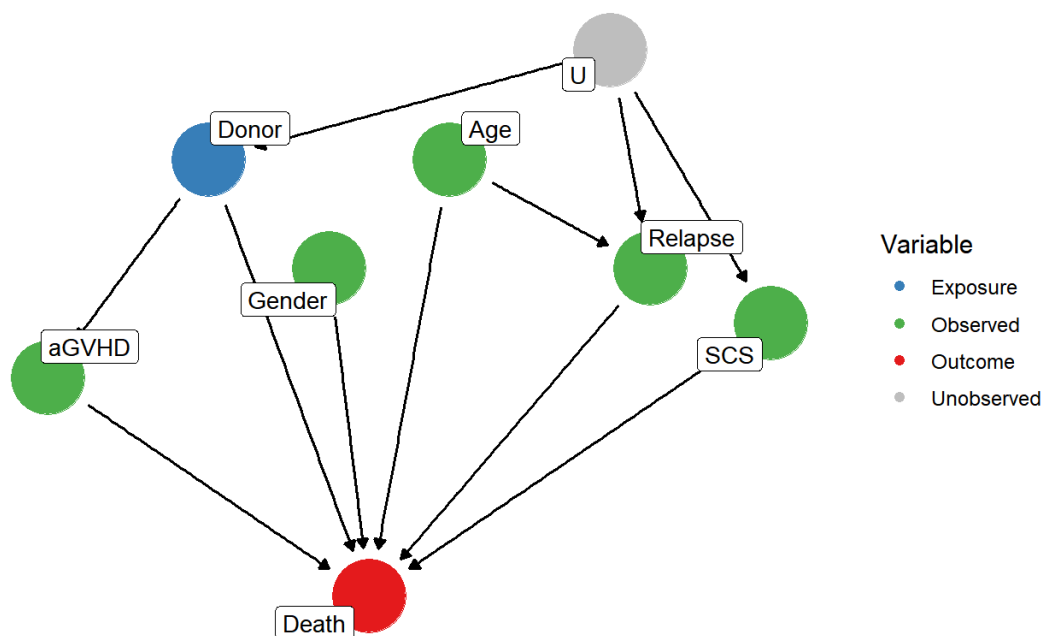 U
Donor
Age
Relapse
Gender
aGVHD
SCS
Death
Variable
Exposure
Observed
Outcome
Unobserved